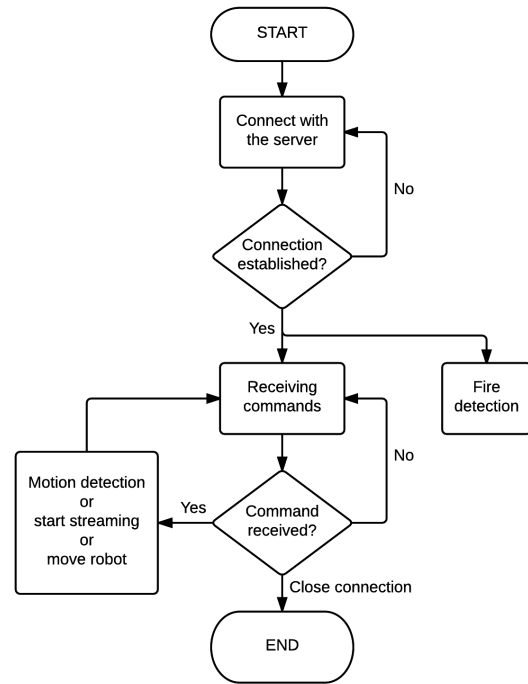 START
Connect with
the server
No
Connection
established?
Yes
Receiving
commands
Fire
detection
No
Motion detection
or
start streaming
or
move robot
Yes
Command
received?
Close connection
END